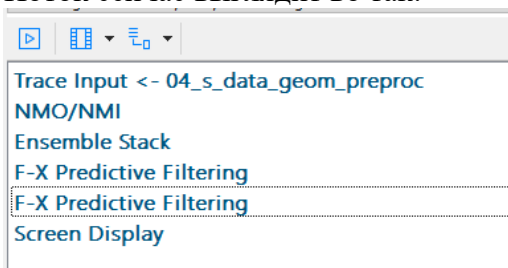 Trace Input <- 04_s_data_geom_preproc
NMO/NMI
Ensemble Stack
F-X Predictive Filtering
F-X Predictive Filtering
Screen Display